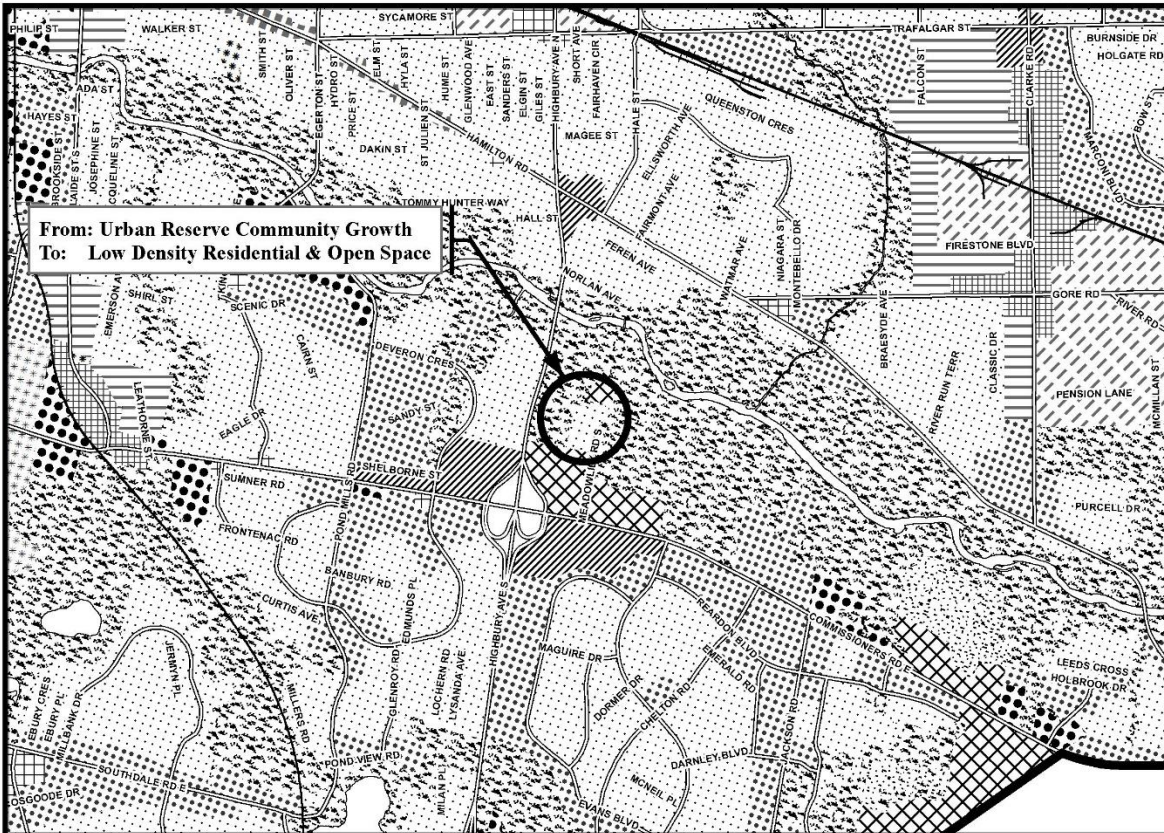 SYCAMORE ST
TRAFALGAR ST
PHILIP ST
WALKER ST
BURNSIDE DR
HOLGATE RD
SMITH ST
OLIVER ST
EGERTON ST
HYDRO ST
PRICE ST
ELM ST
HYLA ST
HUME ST
GLENWOOD AVE
EAST ST
SANDERS ST
ELGIN ST
GILES ST
HIGHBURY AVE N
SHORT AVE
FAIRHAVEN CIR
HALE ST
FALCON ST
CLARKE RD
BOW ST
MARCONI BLVD
ADA ST
HAYES ST
QUEENSTON CRES
MAGEE ST
ELLSWORTH AVE
DAKIN ST
ST JULIEN ST
HAMILTON RD
BROOKSIDE ST
JOSEPHINE ST
FAIRMONT AVE
TOMMY HUNTER WAY
HALL ST
From: Urban Reserve Community Growth
To: Low Density Residential & Open Space
FEREN AVE
WATMAR AVE
NIAGARA ST
MONTEBELLO DR
FIRESTONE BLVD
NORLAN AVE
GORE RD
RIVER RD
EMERSON AV
SHIRL ST
SCENIC DR
CAIRN ST
DEVERON CRES
SANDY ST
BRAESYDE AVE
CLASSIC DR
RIVER RUN TERR
PENSION LANE
MCMILLAN ST
LEATHORNE ST
EAGLE DR
SHELBORNE ST
SUMNER RD
POND MILLS RD
RD S
PURCELL DR
FRONTENAC RD
BANBURY RD
CURTIS AVE
EDMUNDS PL
HIGHBURY AVE S
REARDON BLVD
COMMISSIONERS RD E
EMERALD RD
MAGUIRE DR
DORMER DR
CHELTON RD
JACKSON RD
LEEDS CROSS
HOLBROOK DR
JERMYN PL
EBURY CRES
EBURY PL
MILLBANK DR
MILLERS RD
GLENROY RD
LOCHERN RD
LYSANDA AVE
POND VIEW RD
MILAN PL
DARNLEY BLVD
MCNEIL PL
EVANS BLVD
SOUTHDALE RD E
OSGOODE DR